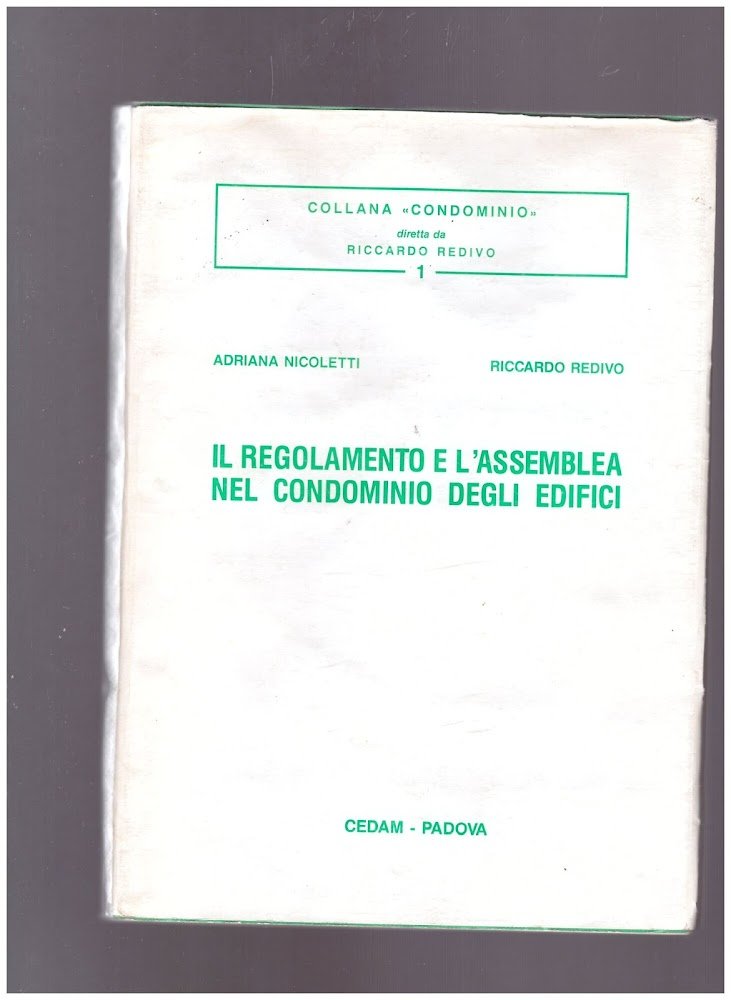 COLLANA «CONDOMINIO»
diretta da
RICCARDO REDIVO
1
ADRIANA NICOLETTI
RICCARDO REDIVO
IL REGOLAMENTO E L'ASSEMBLEA
NEL CONDOMINIO DEGLI EDIFICI
CEDAM - PADOVA